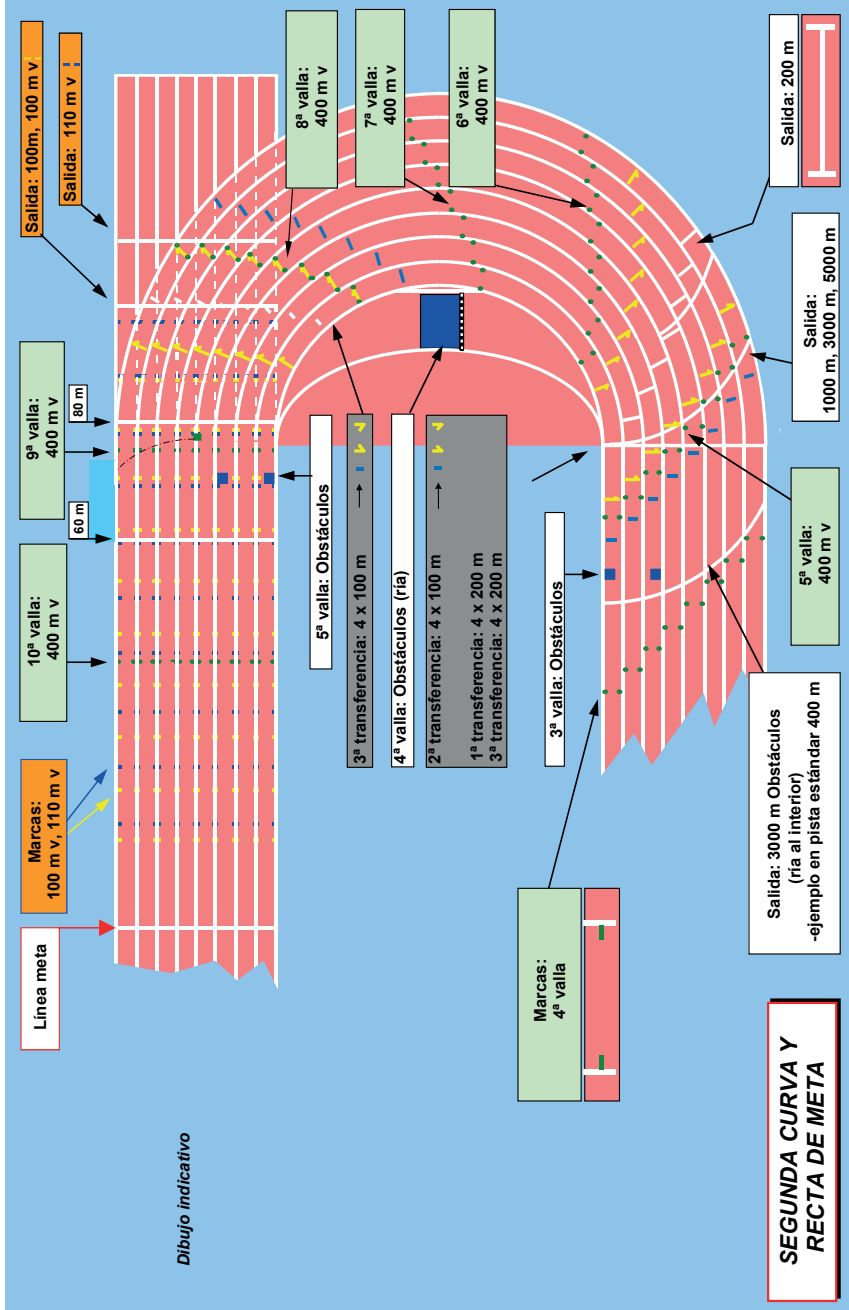 Salida: 100m, 100 m v
Salida: 110 m v
8ª valla:
400 m v
7ª valla:
400 m v
6ª valla:
400 m v
Salida: 200 m
9ª valla:
400 m v
80 m
60 m
10ª valla:
400 m v
Marcas:
100 m v, 110 m v
Línea meta
5ª valla: Obstáculos
3ª transferencia: 4 x 100 m
4ª valla: Obstáculos (ría)
2ª transferencia: 4 x 100 m
1ª transferencia: 4 x 200 m
3ª transferencia: 4 x 200 m
3ª valla: Obstáculos
Salida:
1000 m, 3000 m, 5000 m
5ª valla:
400 m v
Salida: 3000 m Obstáculos
(ría al interior)
-ejemplo en pista estándar 400 m
Marcas:
4ª valla
Dibujo indicativo
SEGUNDA CURVA Y
RECTA DE META